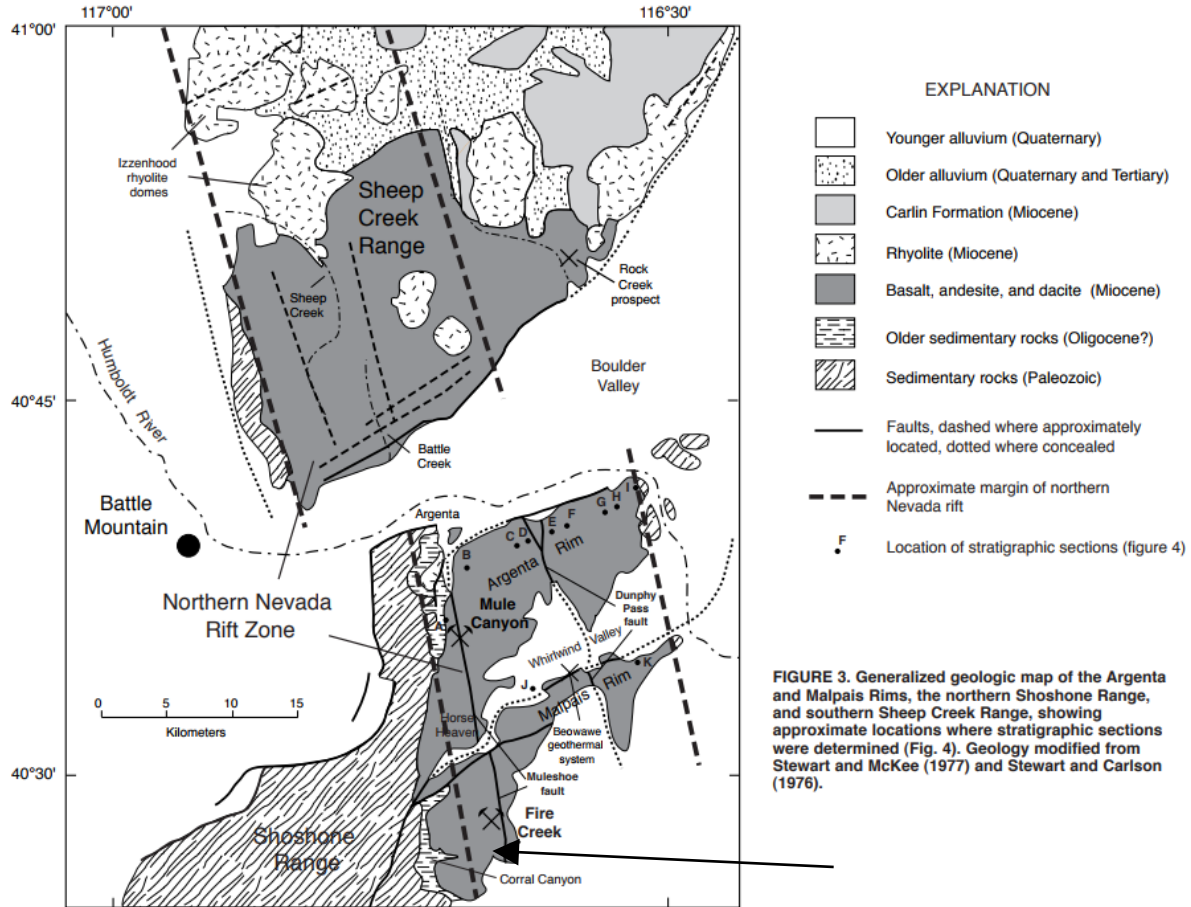 117°00'
116°30'
41°00'
Izzenhood
rhyolite
domes
Sheep
Creek
Range
Sheep
Creek
Rock
Creek
prospect
Humboldt River
Boulder
Valley
40°45'
Battle
Creek
Battle
Mountain
Argenta
Northern Nevada
Rift Zone
A
B
C
D
E
F
G
H
I
Argenta Rim
Mule
Canyon
Dunphy
Pass
fault
Whirlwind Valley
J
K
Malpais Rim
Horse
Heaven
Beowawe
geothermal
system
0 5 10 15
Kilometers
40°30'
Muleshoe
fault
Fire
Creek
Shoshone
Range
Corral Canyon
EXPLANATION
Younger alluvium (Quaternary)
Older alluvium (Quaternary and Tertiary)
Carlin Formation (Miocene)
Rhyolite (Miocene)
Basalt, andesite, and dacite (Miocene)
Older sedimentary rocks (Oligocene?)
Sedimentary rocks (Paleozoic)
Faults, dashed where approximately
located, dotted where concealed
Approximate margin of northern
Nevada rift
F
Location of stratigraphic sections (figure 4)
FIGURE 3. Generalized geologic map of the Argenta
and Malpais Rims, the northern Shoshone Range,
and southern Sheep Creek Range, showing
approximate locations where stratigraphic sections
were determined (Fig. 4). Geology modified from
Stewart and McKee (1977) and Stewart and Carlson
(1976).